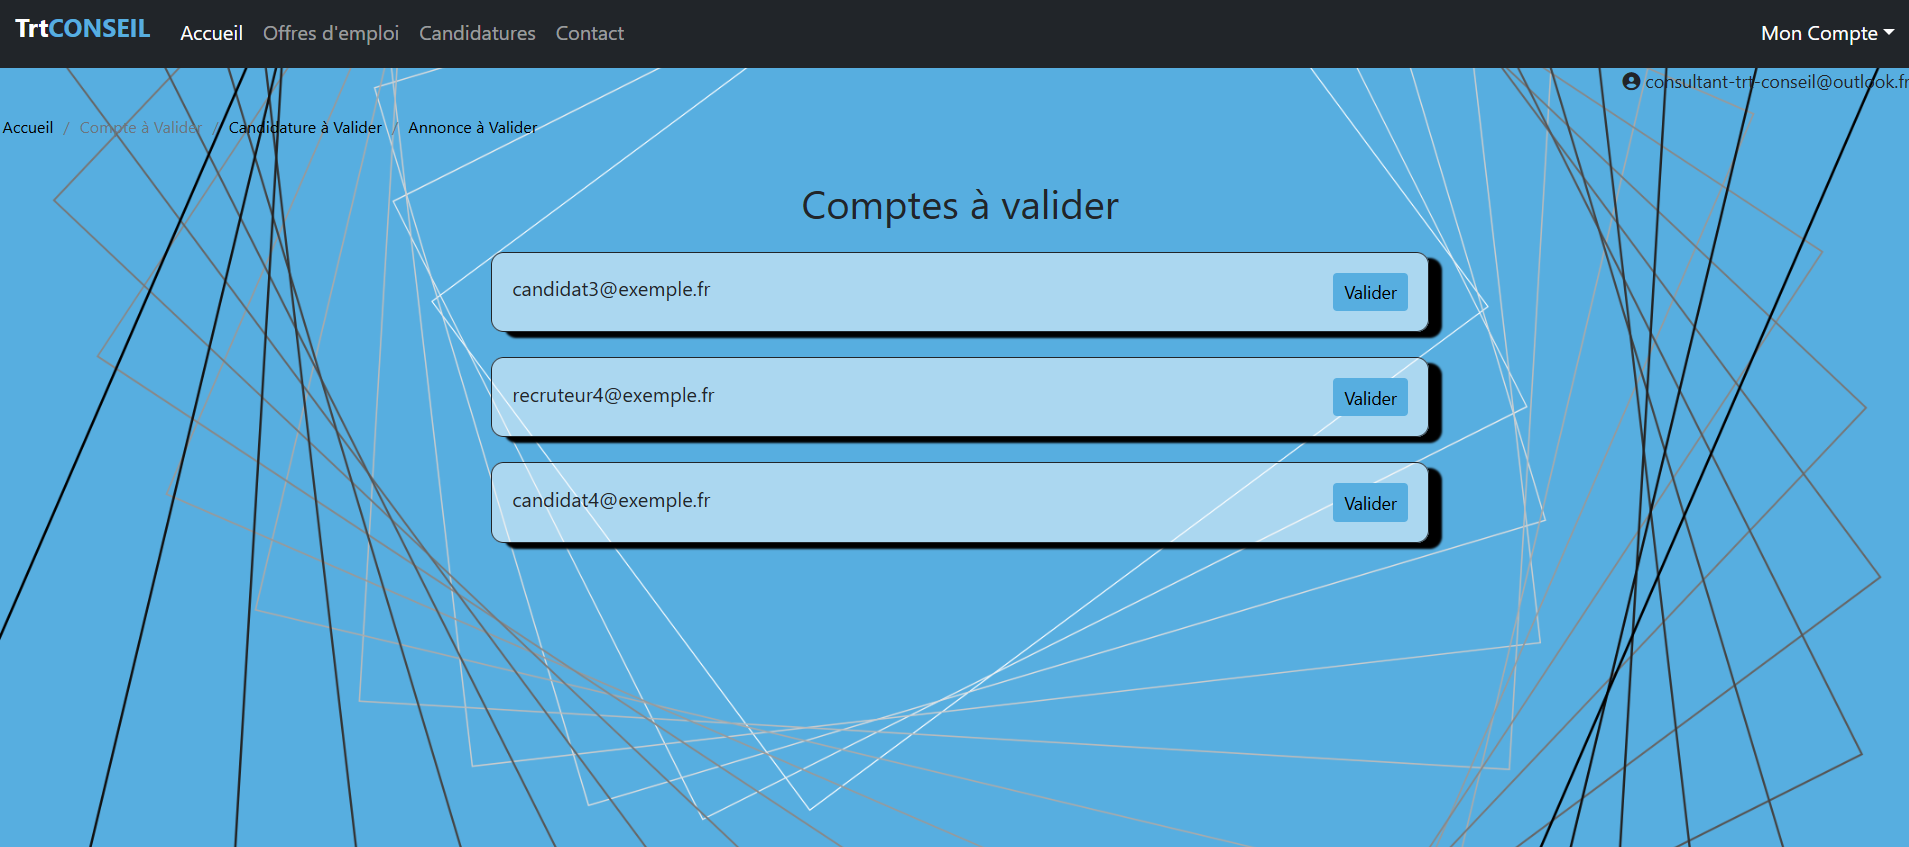 TrtCONSEIL Accueil Offres d'emploi Candidatures Contact Mon Compte
consultant-trt-conseil@outlook.fr
Accueil / Compte à Valider / Candidature à Valider / Annonce à Valider
Comptes à valider
candidat3@exemple.fr Valider
recruteur4@exemple.fr Valider
candidat4@exemple.fr Valider